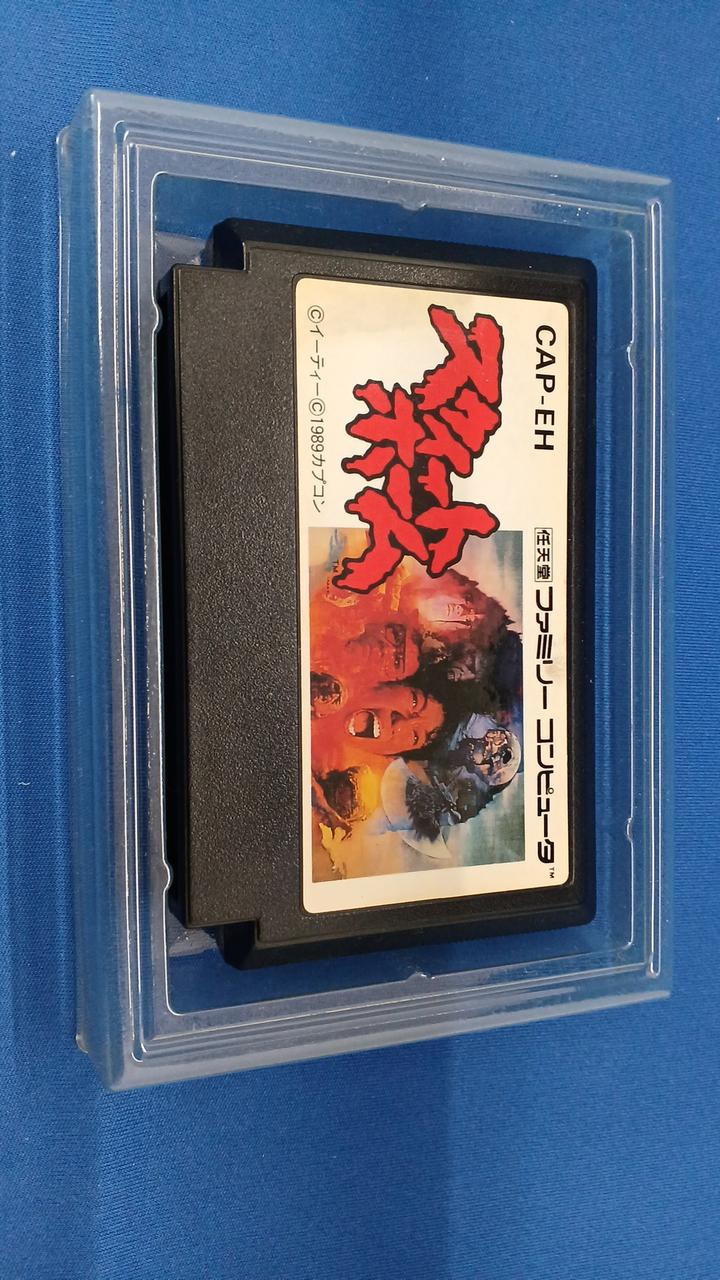 CAP-EH
任天堂 ファミリー コンピュータ™
スウィート
ホーム
™
©イーティー©1989カプコン